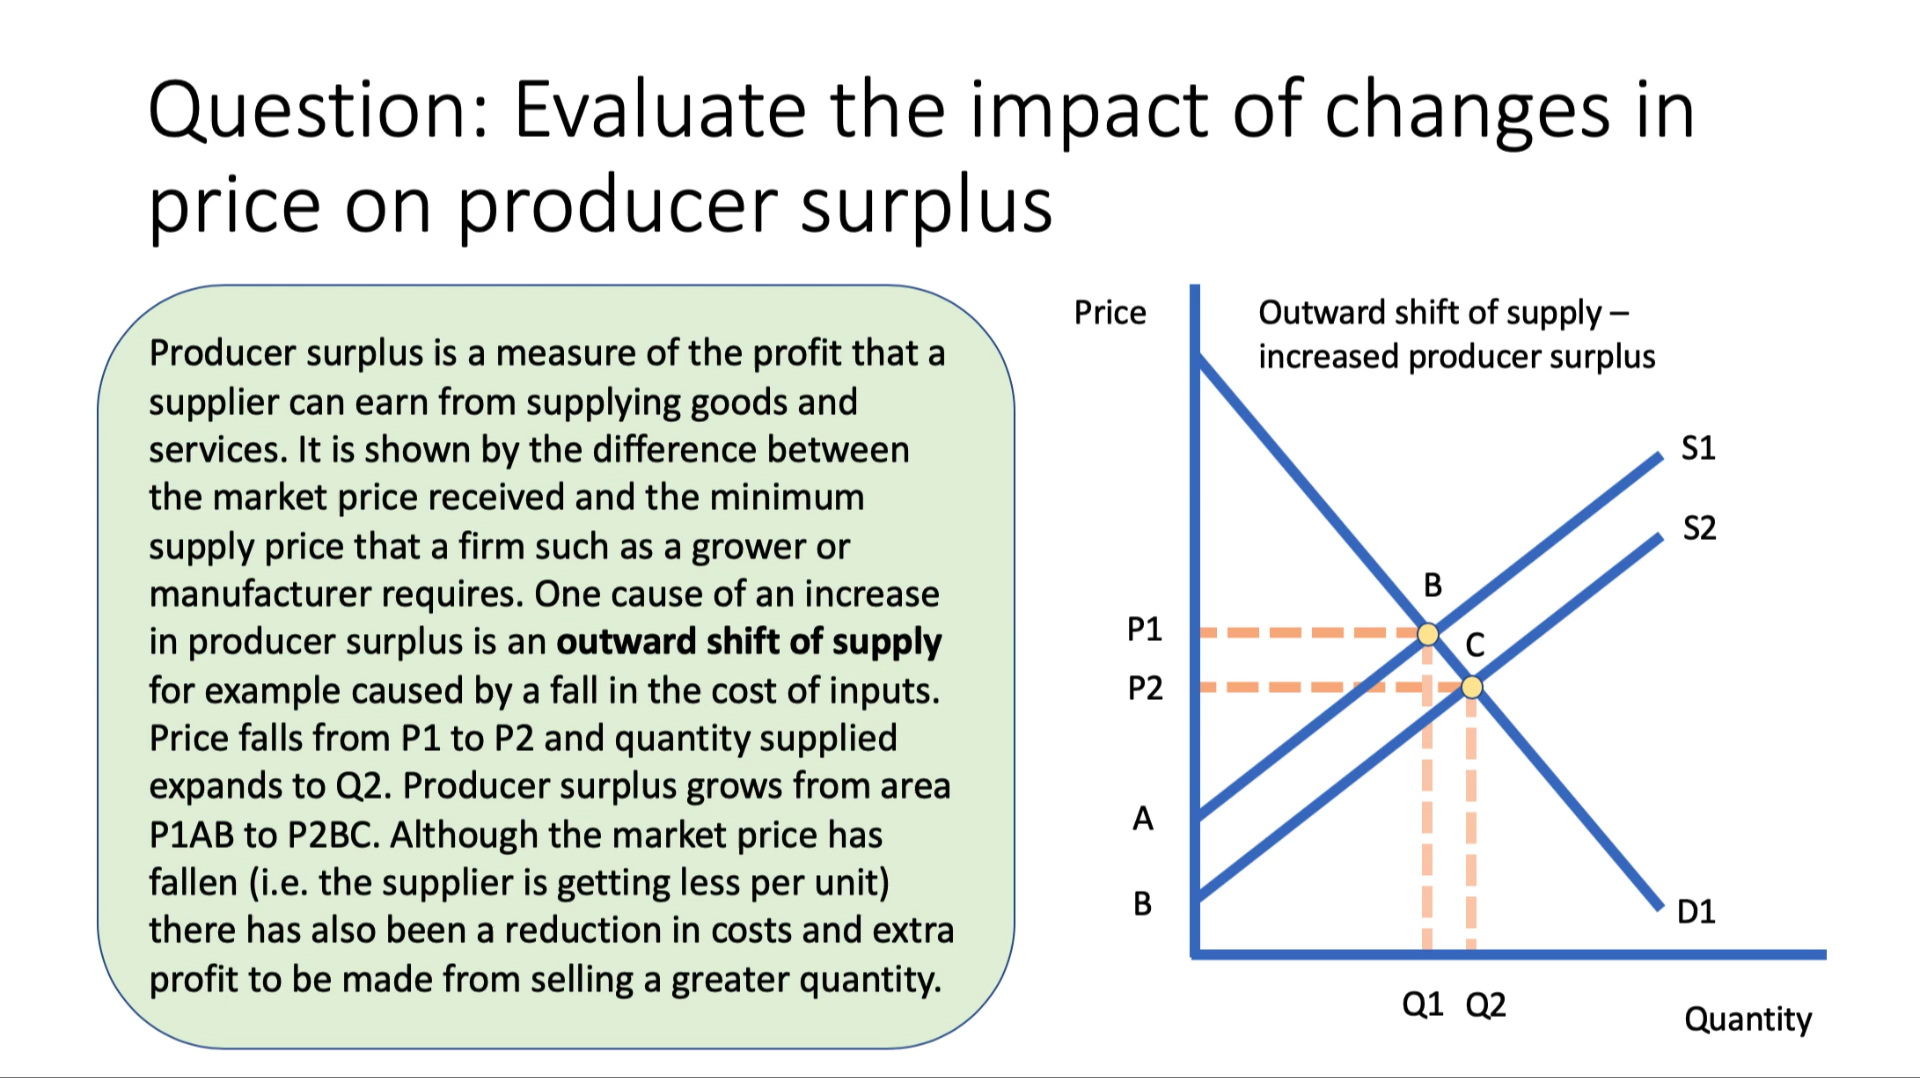 Question: Evaluate the impact of changes in
price on producer surplus
Producer surplus is a measure of the profit that a
supplier can earn from supplying goods and
services. It is shown by the difference between
the market price received and the minimum
supply price that a firm such as a grower or
manufacturer requires. One cause of an increase
in producer surplus is an outward shift of supply
for example caused by a fall in the cost of inputs.
Price falls from P1 to P2 and quantity supplied
expands to Q2. Producer surplus grows from area
P1AB to P2BC. Although the market price has
fallen (i.e. the supplier is getting less per unit)
there has also been a reduction in costs and extra
profit to be made from selling a greater quantity.
Price
Outward shift of supply –
increased producer surplus
S1
S2
B
P1
C
P2
A
B
D1
Q1 Q2
Quantity